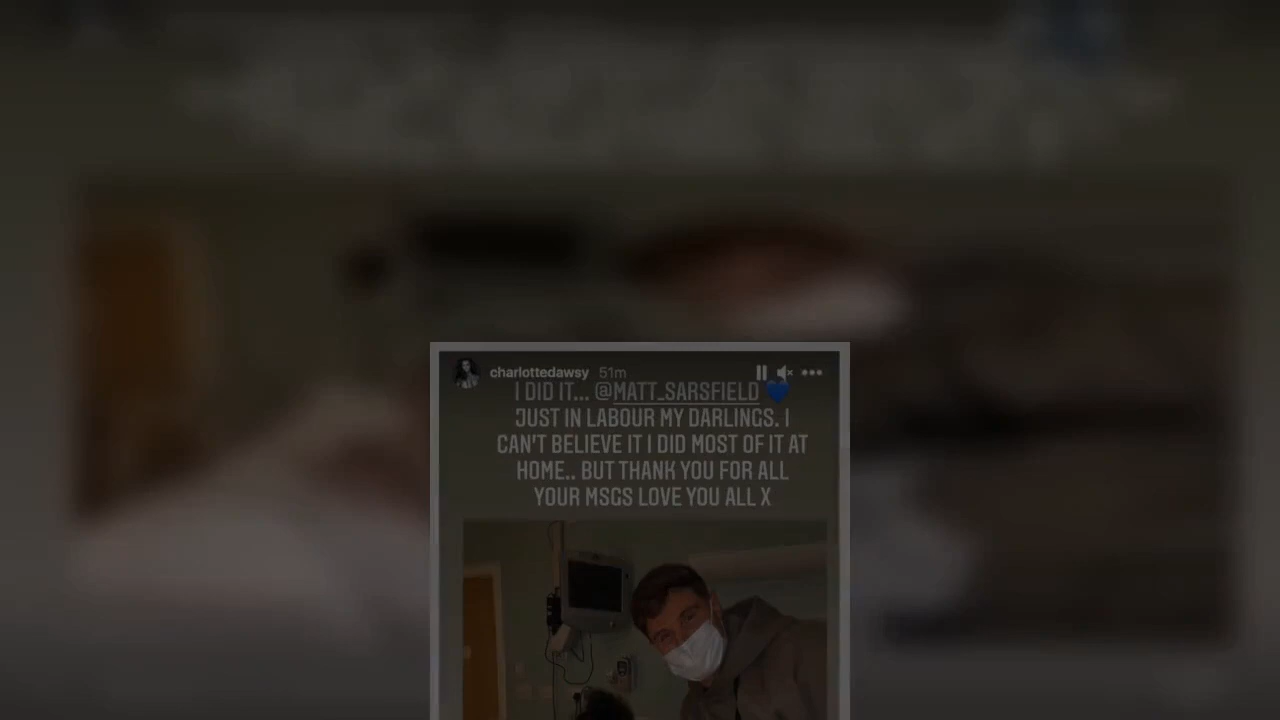 charlottedawsy 51m
I DID IT... @MATT_SARSFIELD 💙
JUST IN LABOUR MY DARLINGS. I
CAN'T BELIEVE IT I DID MOST OF IT AT
HOME.. BUT THANK YOU FOR ALL
YOUR MSGS LOVE YOU ALL X